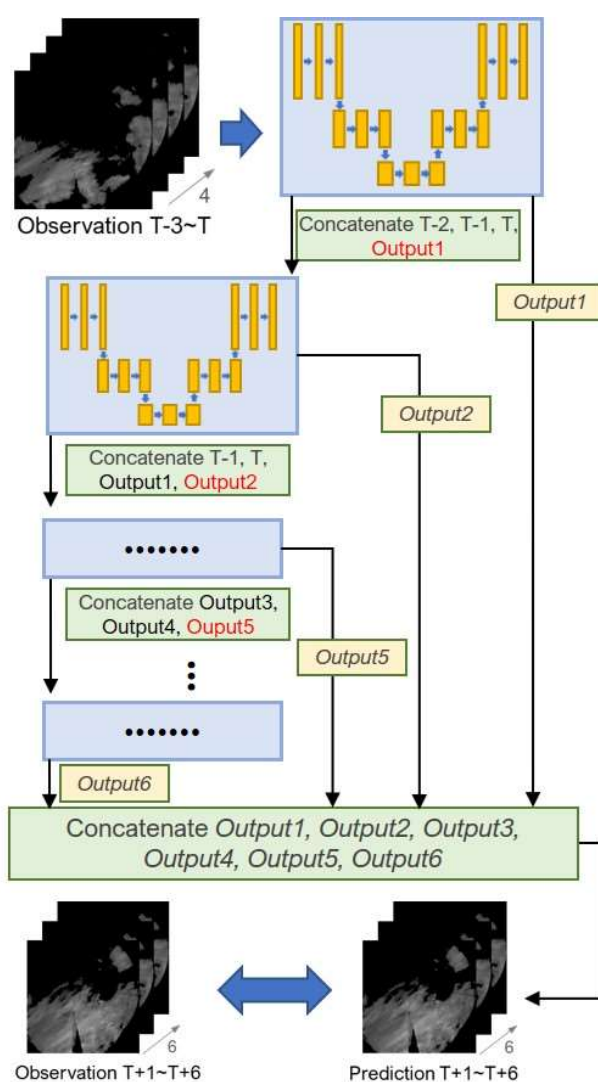 4
Observation T-3~T
Concatenate T-2, T-1, T,
Output1
Output1
Output2
Concatenate T-1, T,
Output1, Output2
•••••••
Concatenate Output3,
Output4, Ouput5
Output5
•••••••
Output6
Concatenate Output1, Output2, Output3,
Output4, Output5, Output6
6
Observation T+1~T+6
6
Prediction T+1~T+6